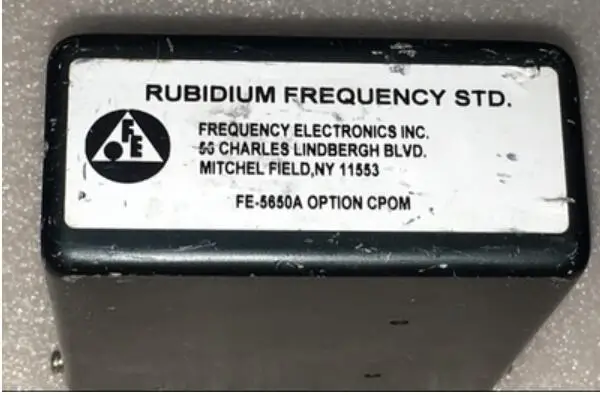 RUBIDIUM FREQUENCY STD.
FE
FREQUENCY ELECTRONICS INC.
55 CHARLES LINDBERGH BLVD.
MITCHEL FIELD,NY 11553
FE-5650A OPTION CPOM